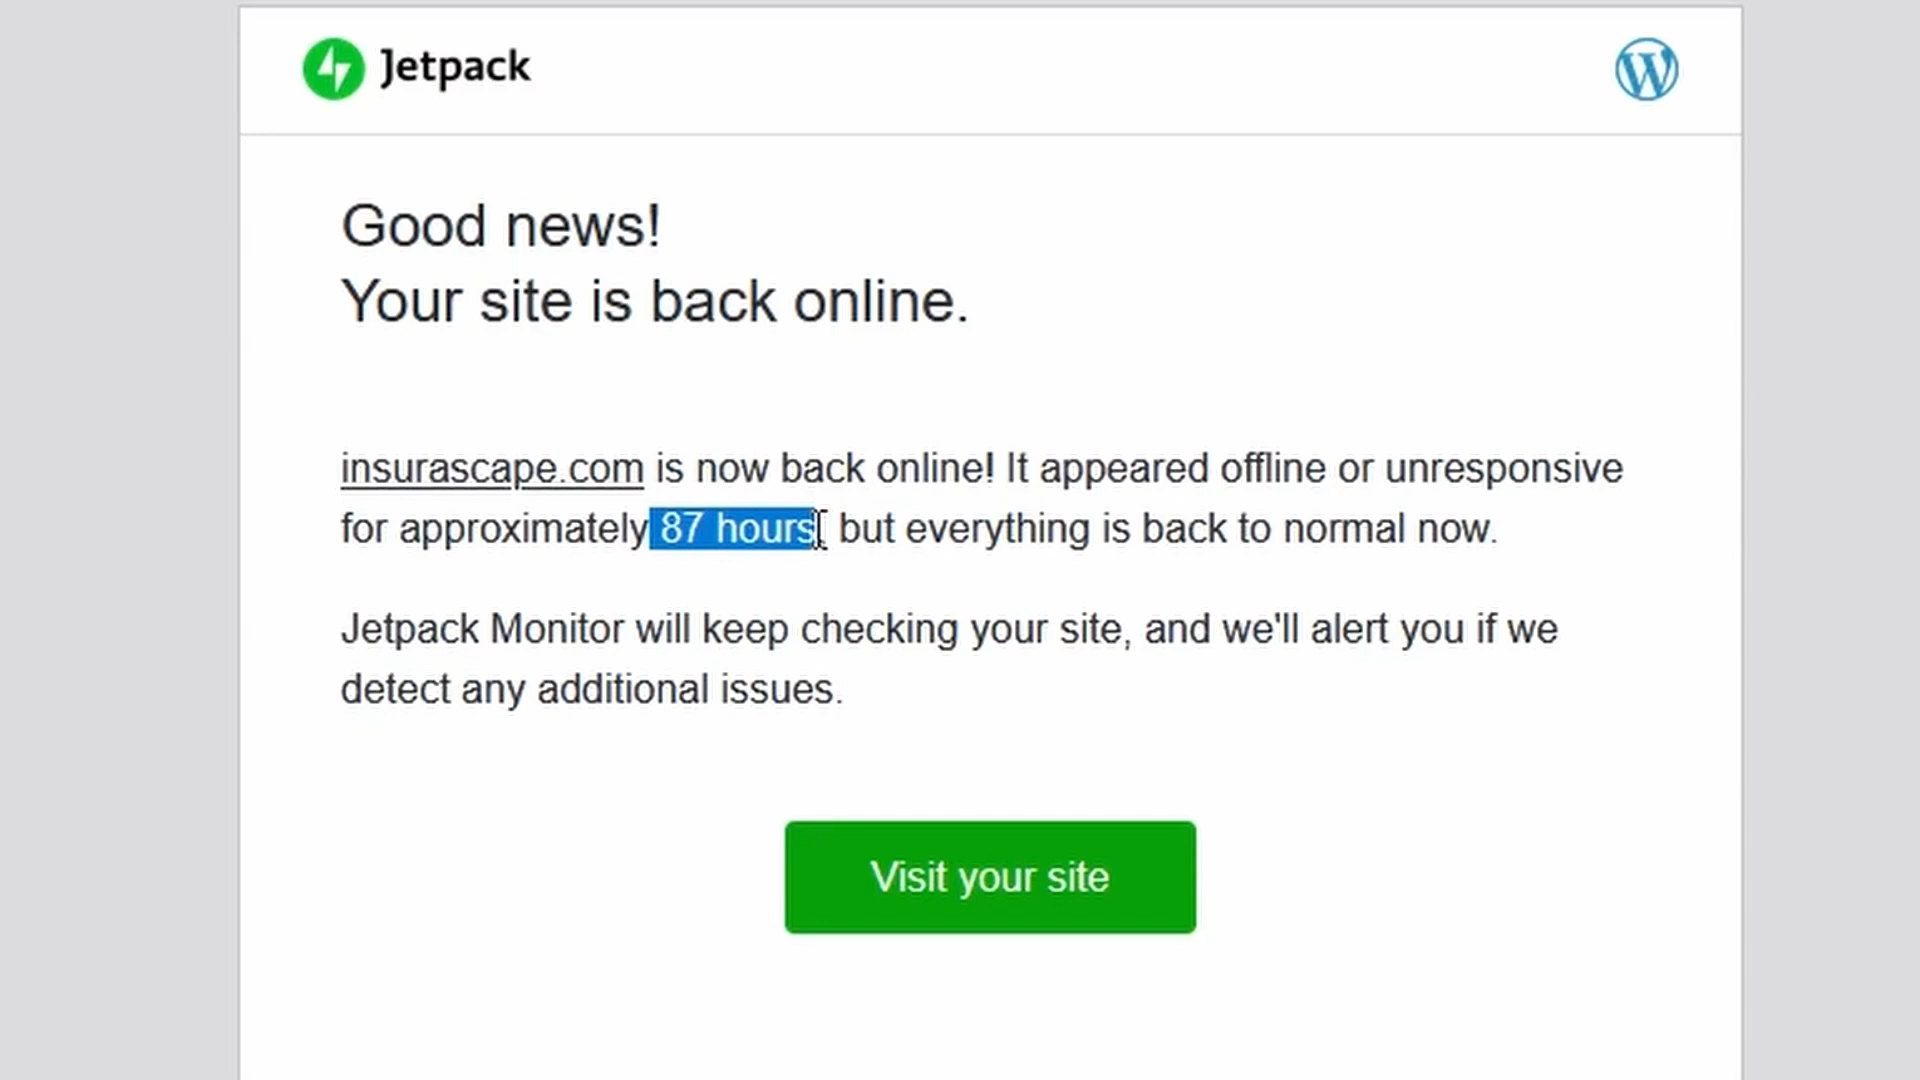 Jetpack
Good news!
Your site is back online.
insurascape.com is now back online! It appeared offline or unresponsive
for approximately 87 hours, but everything is back to normal now.
Jetpack Monitor will keep checking your site, and we'll alert you if we
detect any additional issues.
Visit your site